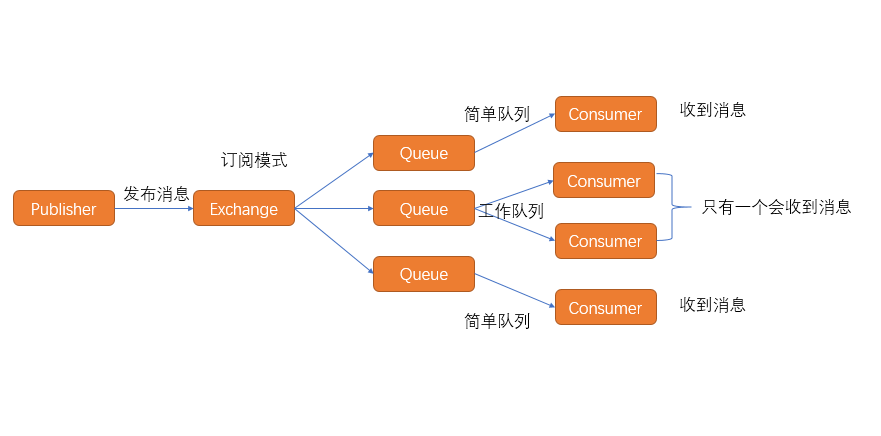 简单队列
Consumer
收到消息
订阅模式
Queue
Consumer
发布消息
Publisher
Exchange
Queue
工作队列
只有一个会收到消息
Consumer
Queue
简单队列
Consumer
收到消息